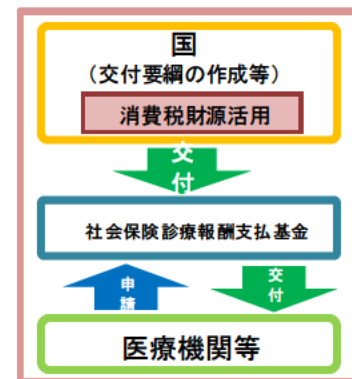 国
（交付要綱の作成等）
消費税財源活用
交
付
社会保険診療報酬支払基金
申
請
交
付
医療機関等